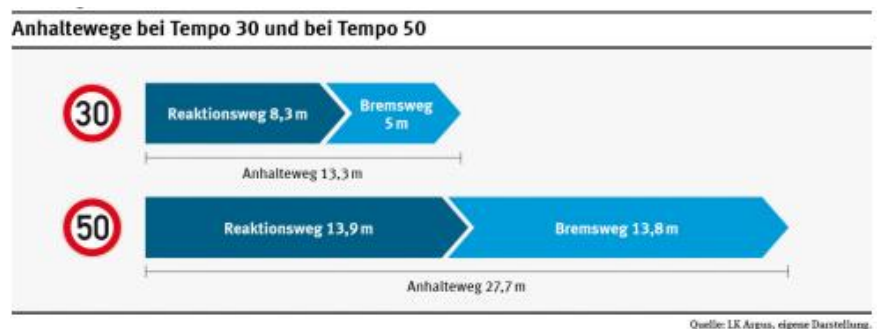 Anhaltewege bei Tempo 30 und bei Tempo 50
30
Reaktionsweg 8,3 m
Bremsweg
5 m
Anhalteweg 13,3 m
50
Reaktionsweg 13,9 m
Bremsweg 13,8 m
Anhalteweg 27,7 m
Quelle: LK Argus, eigene Darstellung.